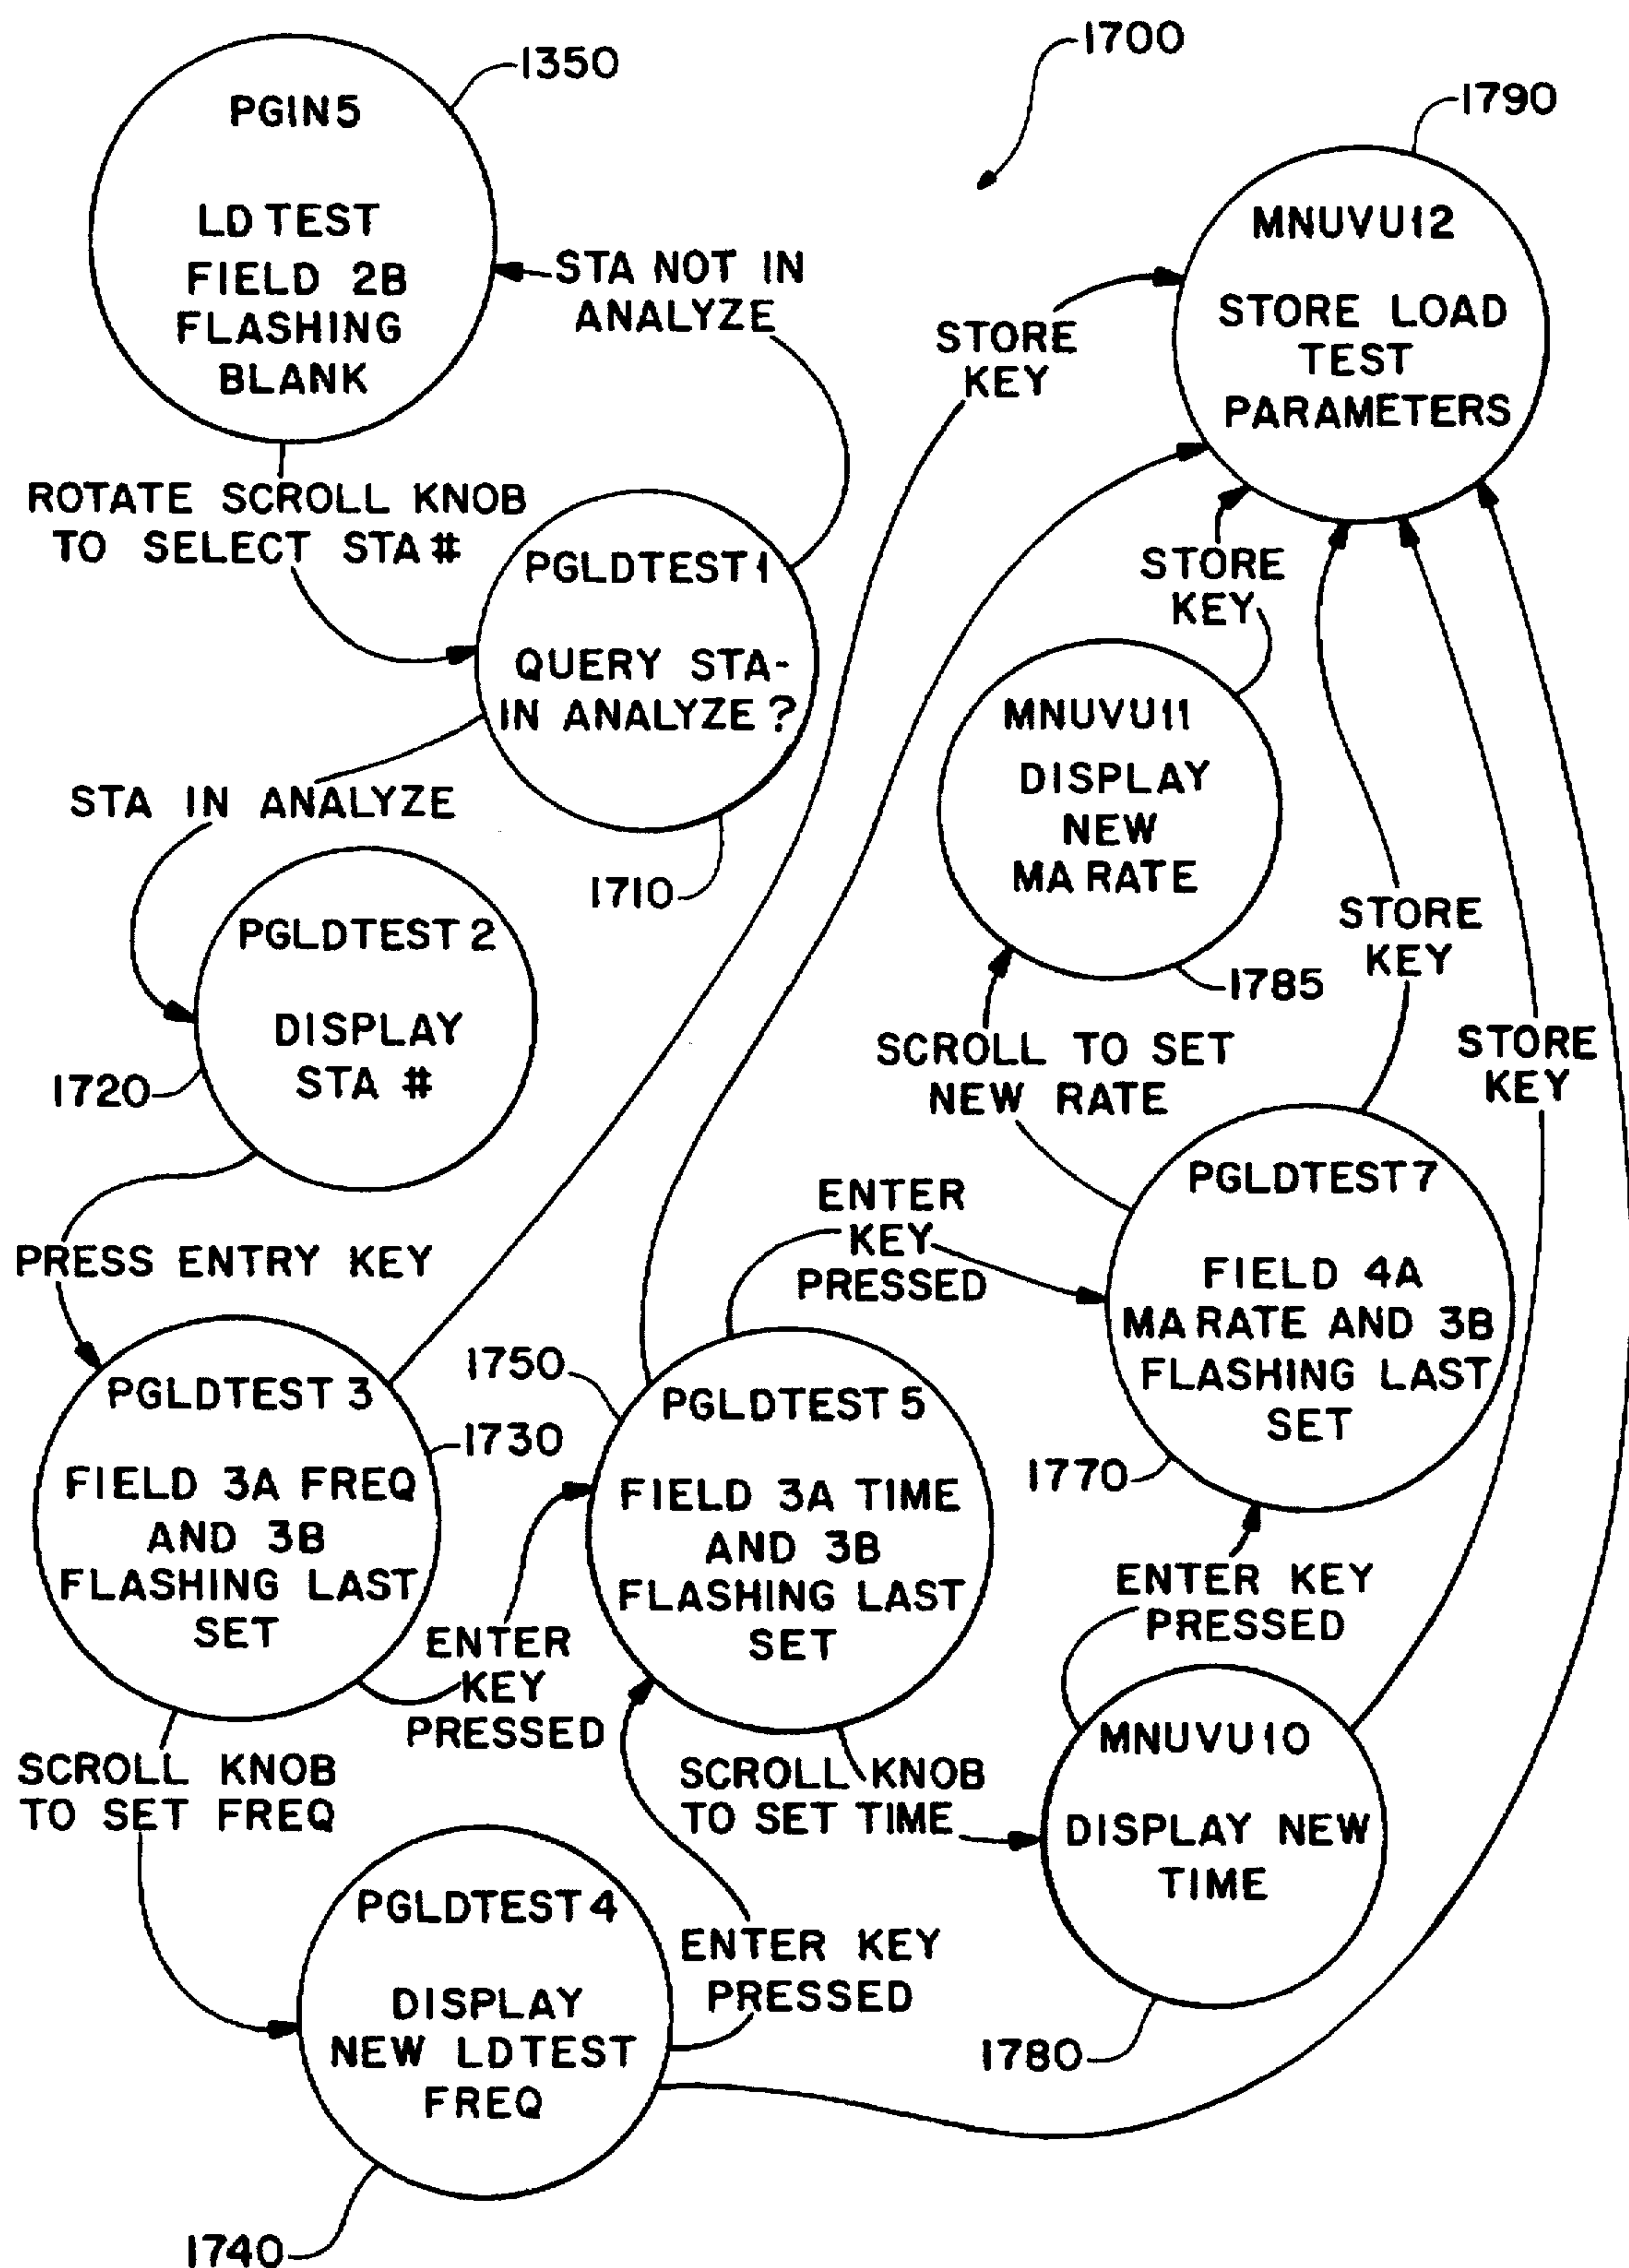 1700
1350
PGIN5
LD TEST
FIELD 2B
FLASHING
BLANK
STA NOT IN
ANALYZE
ROTATE SCROLL KNOB
TO SELECT STA #
PGLDTEST 1
QUERY STA-
IN ANALYZE ?
1710
STA IN ANALYZE
PGLDTEST 2
DISPLAY
STA #
1720
PRESS ENTRY KEY
PGLDTEST 3
1730
FIELD 3A FREQ
AND 3B
FLASHING LAST
SET
ENTER
KEY
PRESSED
SCROLL KNOB
TO SET FREQ
PGLDTEST 4
DISPLAY
NEW LDTEST
FREQ
1740
ENTER KEY
PRESSED
1750
PGLDTEST 5
FIELD 3A TIME
AND 3B
FLASHING LAST
SET
SCROLL KNOB
TO SET TIME
ENTER
KEY
PRESSED
1790
MNUVU12
STORE LOAD
TEST
PARAMETERS
STORE
KEY
STORE
KEY
MNUVU11
DISPLAY
NEW
MA RATE
1785
SCROLL TO SET
NEW RATE
STORE
KEY
STORE
KEY
PGLDTEST 7
FIELD 4A
MA RATE AND 3B
FLASHING LAST
SET
1770
ENTER KEY
PRESSED
MNUVU10
DISPLAY NEW
TIME
1780